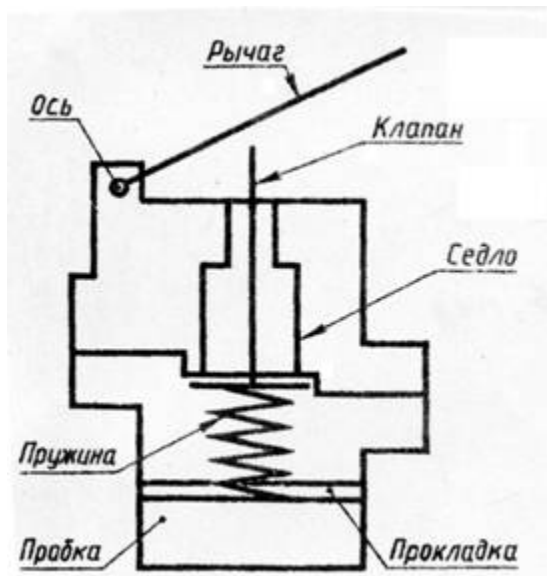 Рычаг
Ось
Клапан
Седло
Пружина
Пробка
Прокладка